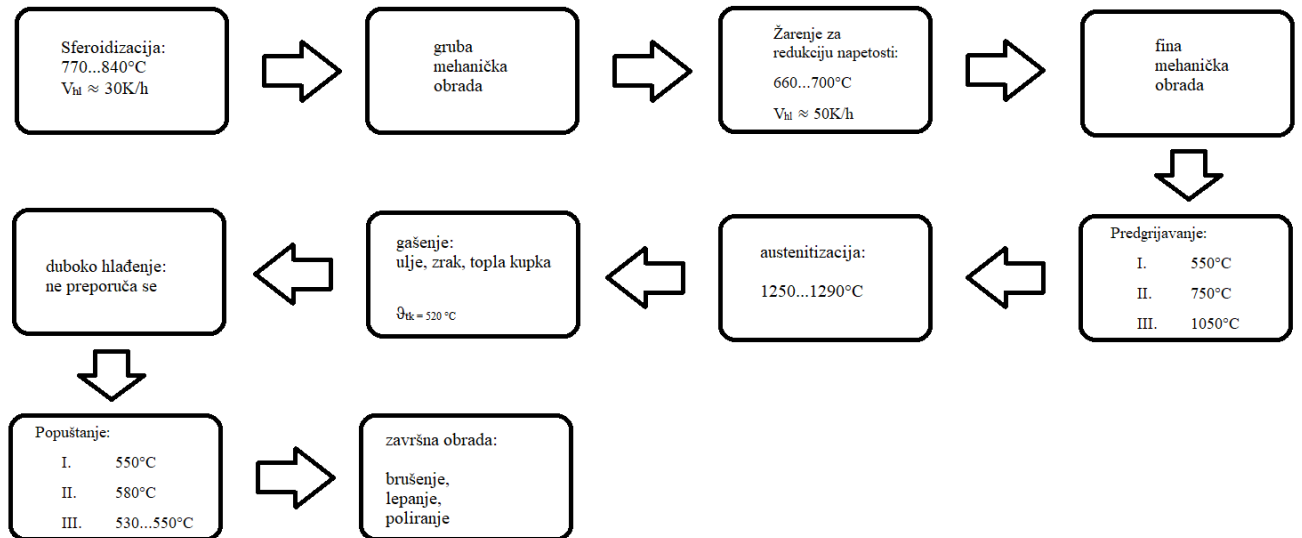 Sferoidizacija:
770...840°C
Vhl ≈ 30K/h
gruba
mehanička
obrada
Žarenje za
redukciju napetosti:
660...700°C
Vhl ≈ 50K/h
fina
mehanička
obrada
Predgrijavanje:
I. 550°C
II. 750°C
III. 1050°C
austenitizacija:
1250...1290°C
gašenje:
ulje, zrak, topla kupka
ϑtk = 520 °C
duboko hlađenje:
ne preporuča se
Popuštanje:
I. 550°C
II. 580°C
III. 530...550°C
završna obrada:
brušenje,
lepanje,
poliranje